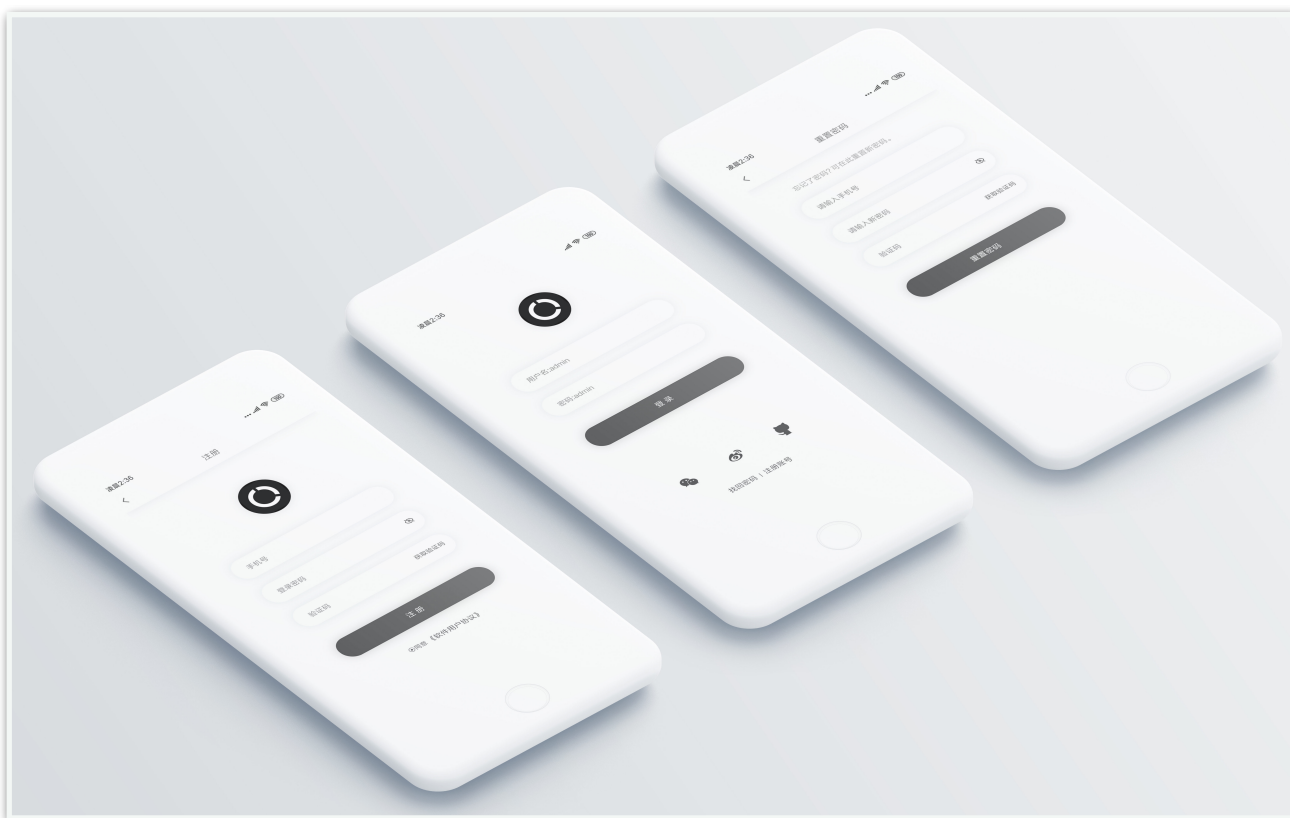 凌晨2:36
注册
手机号
登录密码
验证码
获取验证码
注 册
同意《软件用户协议》
凌晨2:36
用户名:admin
密码:admin
登 录
找回密码 | 注册账号
凌晨2:36
重置密码
忘记了密码?可在此重置新密码。
请输入手机号
请输入新密码
验证码
获取验证码
重置密码